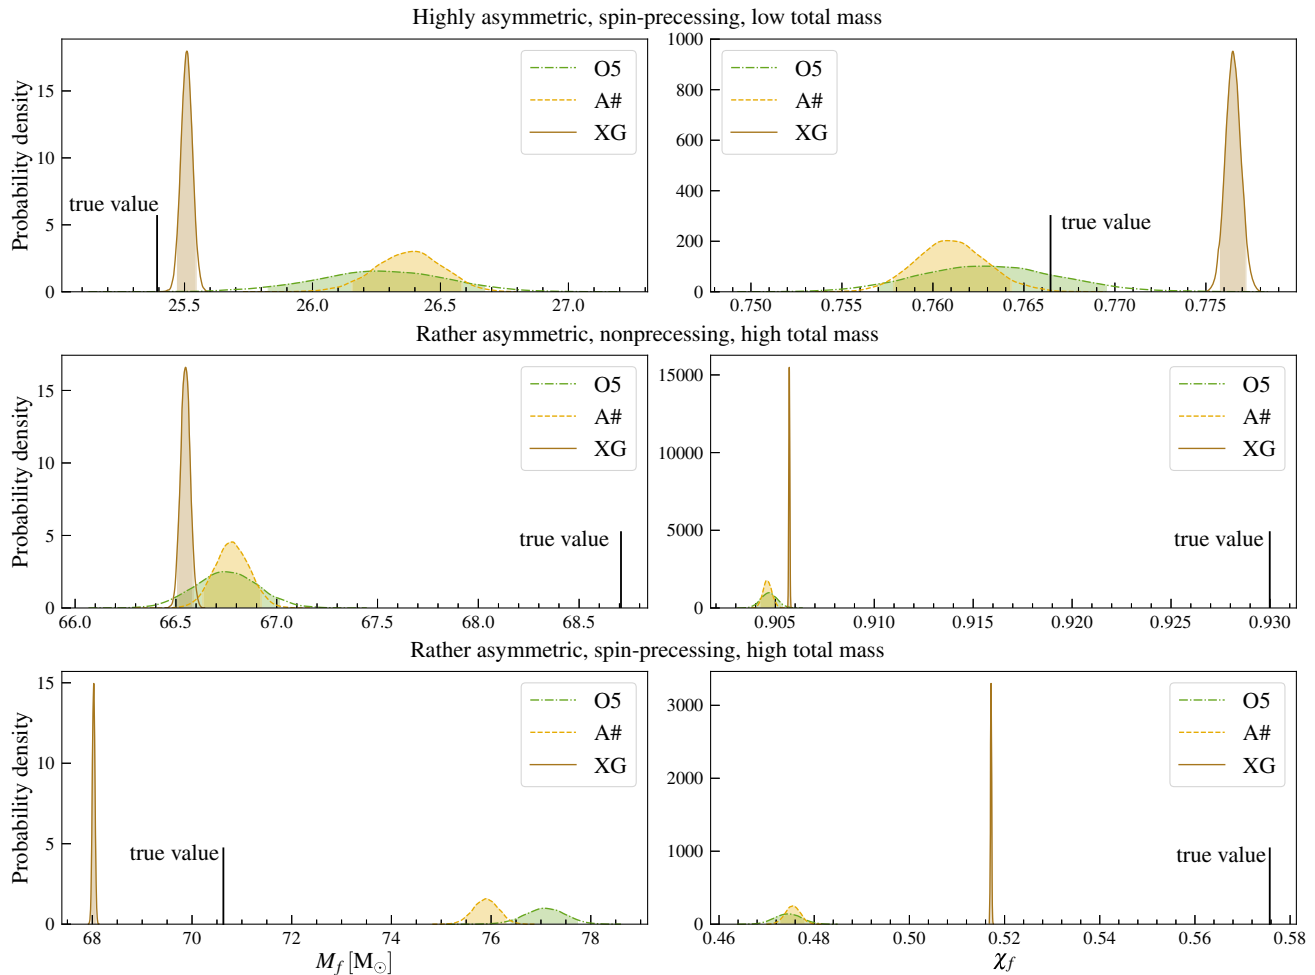 Highly asymmetric, spin-precessing, low total mass
Probability density
15
10
5
0
25.5
26.0
26.5
27.0
true value
O5
A#
XG
1000
800
600
400
200
0
0.750
0.755
0.760
0.765
0.770
0.775
true value
O5
A#
XG
Rather asymmetric, nonprecessing, high total mass
Probability density
15
10
5
0
66.0
66.5
67.0
67.5
68.0
68.5
true value
O5
A#
XG
15000
10000
5000
0
0.905
0.910
0.915
0.920
0.925
0.930
true value
O5
A#
XG
Rather asymmetric, spin-precessing, high total mass
Probability density
15
10
5
0
68
70
72
74
76
78
true value
O5
A#
XG
M_f [M_⊙]
3000
2000
1000
0
0.46
0.48
0.50
0.52
0.54
0.56
0.58
true value
O5
A#
XG
χ_f